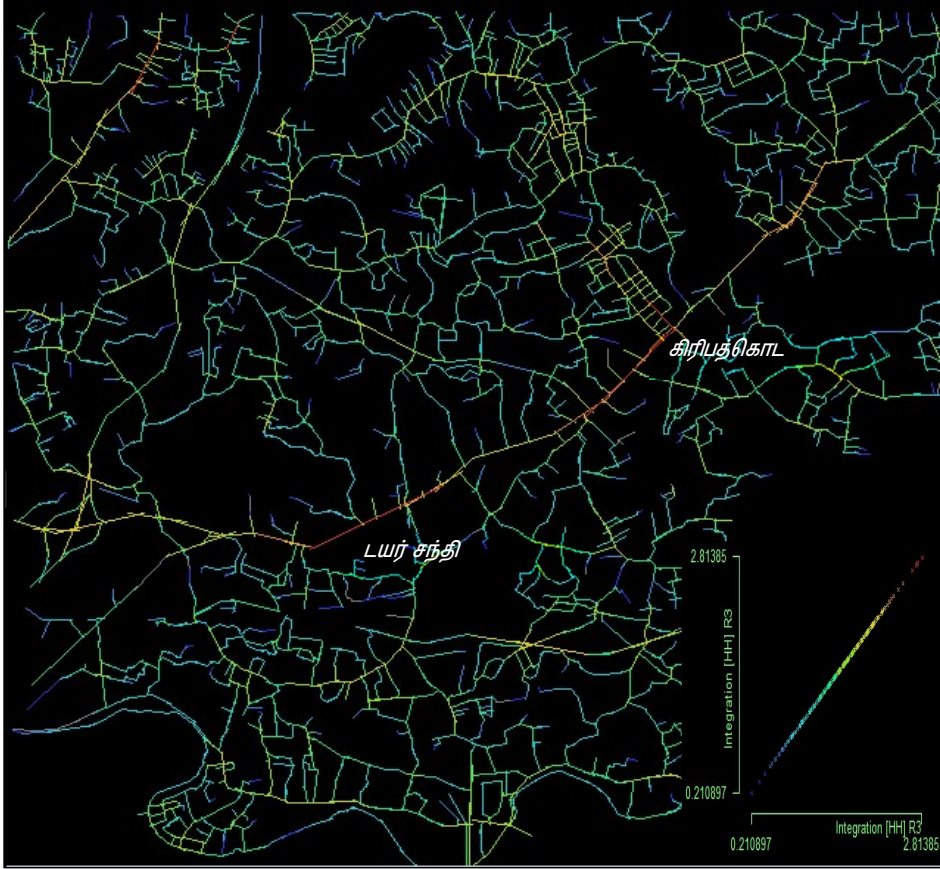 கிரிபத்கொட
டயர் சந்தி
2.81385
Integration [HH] R3
0.210897
Integration [HH] R3
0.210897
2.81385